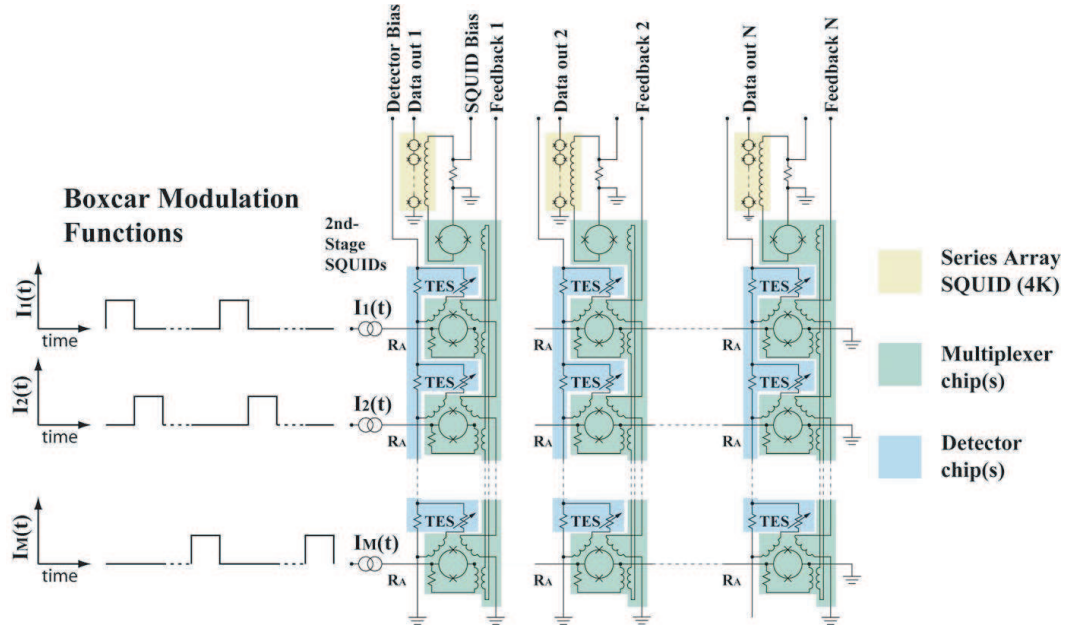 Detector Bias
Data out 1
SQUID Bias
Feedback 1
Data out 2
Feedback 2
Data out N
Feedback N
Boxcar Modulation
Functions
2nd-
Stage
SQUIDs
Series Array
SQUID (4K)
Multiplexer
chip(s)
Detector
chip(s)
I1(t)
time
I1(t)
RA
TES
RA
TES
RA
TES
I2(t)
time
I2(t)
RA
TES
RA
TES
RA
TES
IM(t)
time
IM(t)
RA
TES
RA
TES
RA
TES